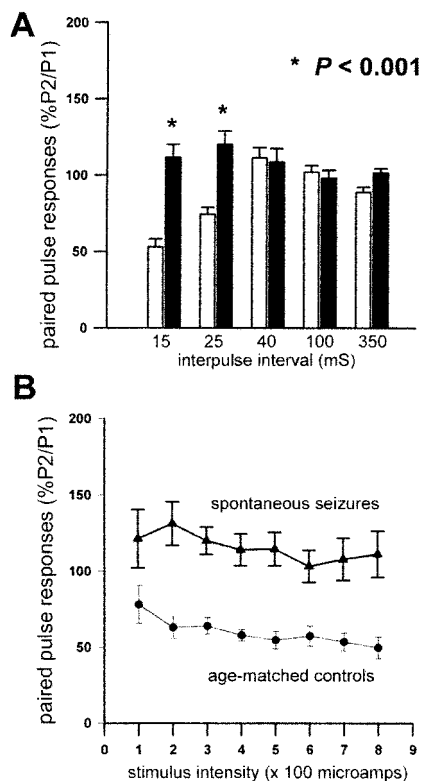 A
paired pulse responses (%P2/P1)
200
150
100
50
0
* P < 0.001
*
*
15 25 40 100 350
interpulse interval (mS)
B
paired pulse responses (%P2/P1)
200
150
100
50
0
spontaneous seizures
age-matched controls
0 1 2 3 4 5 6 7 8 9
stimulus intensity (x 100 microamps)